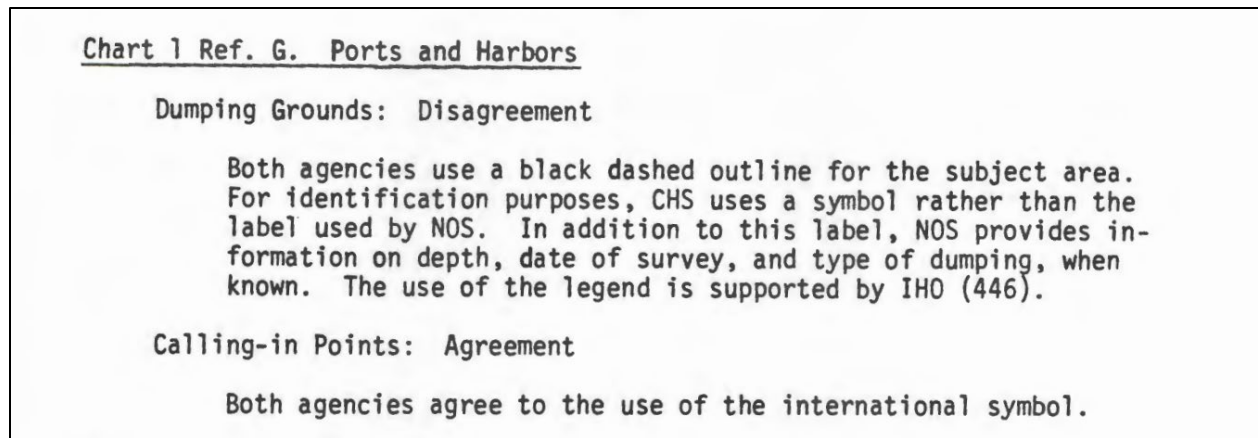 Chart 1 Ref. G. Ports and Harbors
Dumping Grounds: Disagreement
Both agencies use a black dashed outline for the subject area.
For identification purposes, CHS uses a symbol rather than the
label used by NOS. In addition to this label, NOS provides in-
formation on depth, date of survey, and type of dumping, when
known. The use of the legend is supported by IHO (446).
Calling-in Points: Agreement
Both agencies agree to the use of the international symbol.